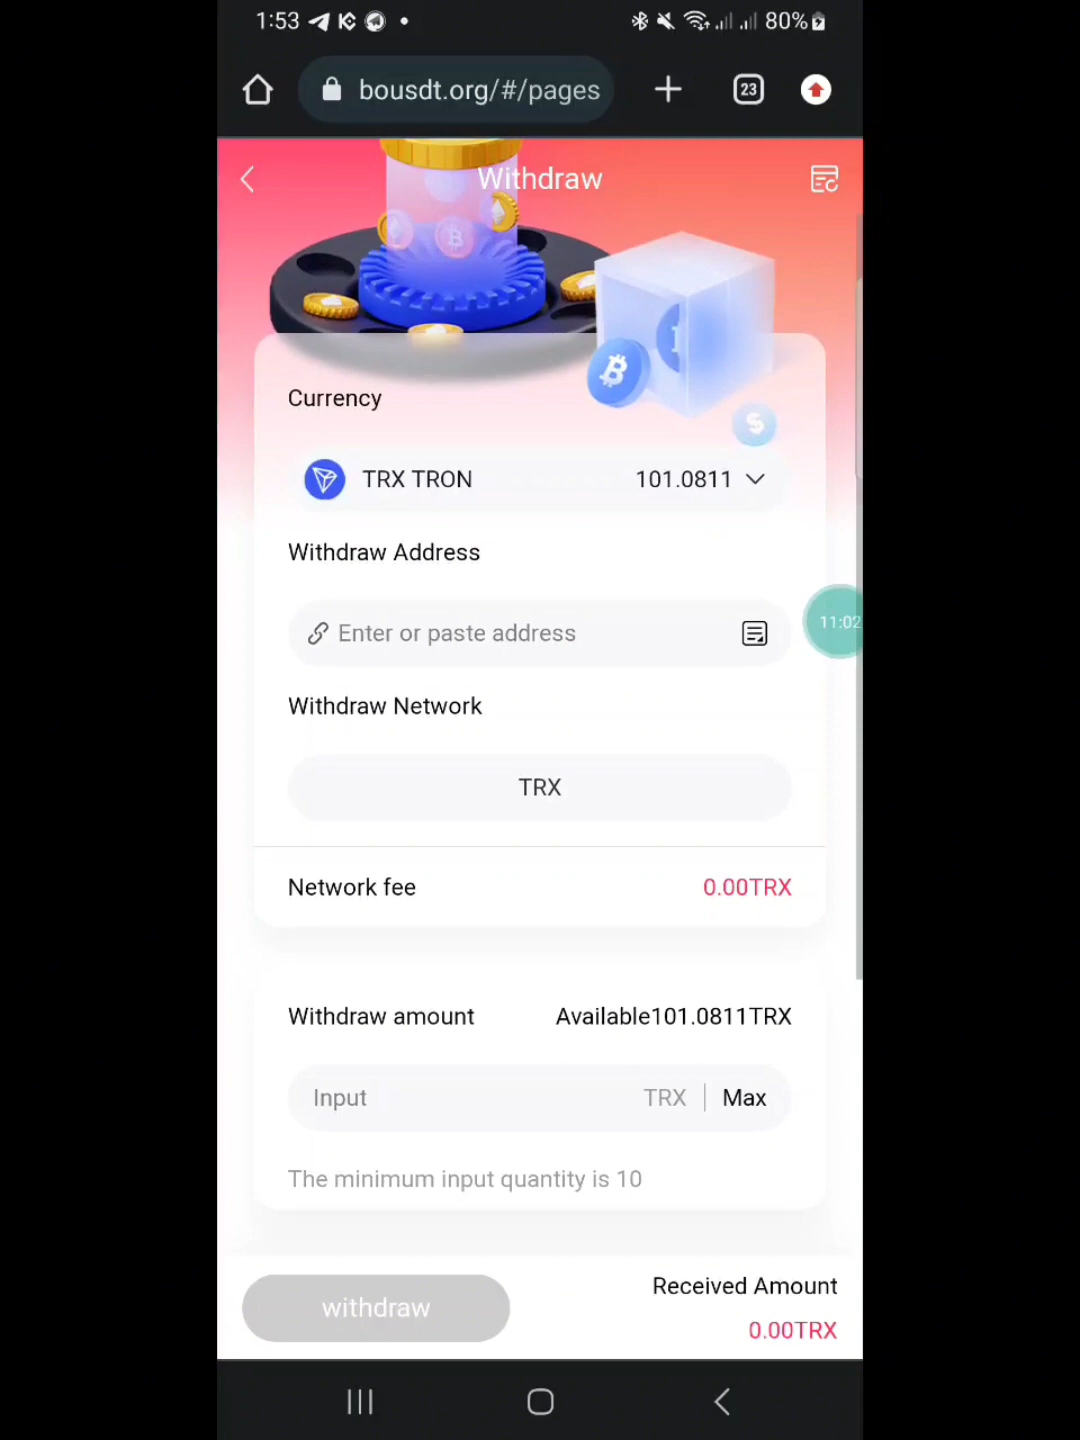 1:53
80%
bousdt.org/#/pages
23
Withdraw
Currency
TRX TRON 101.0811
Withdraw Address
Enter or paste address
11:02
Withdraw Network
TRX
Network fee 0.00TRX
Withdraw amount Available101.0811TRX
Input TRX Max
The minimum input quantity is 10
withdraw
Received Amount
0.00TRX